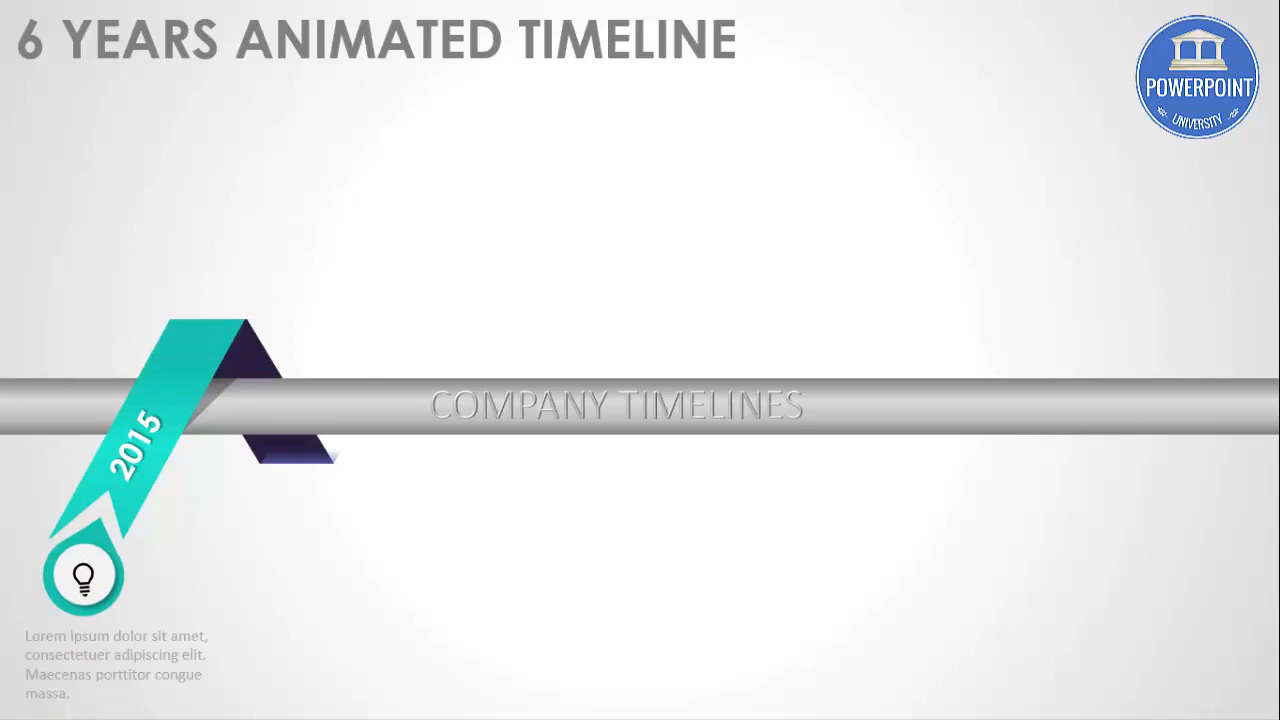 6 YEARS ANIMATED TIMELINE
POWERPOINT
UNIVERSITY
COMPANY TIMELINES
2015
Lorem ipsum dolor sit amet,
consectetuer adipiscing elit.
Maecenas porttitor congue
massa.